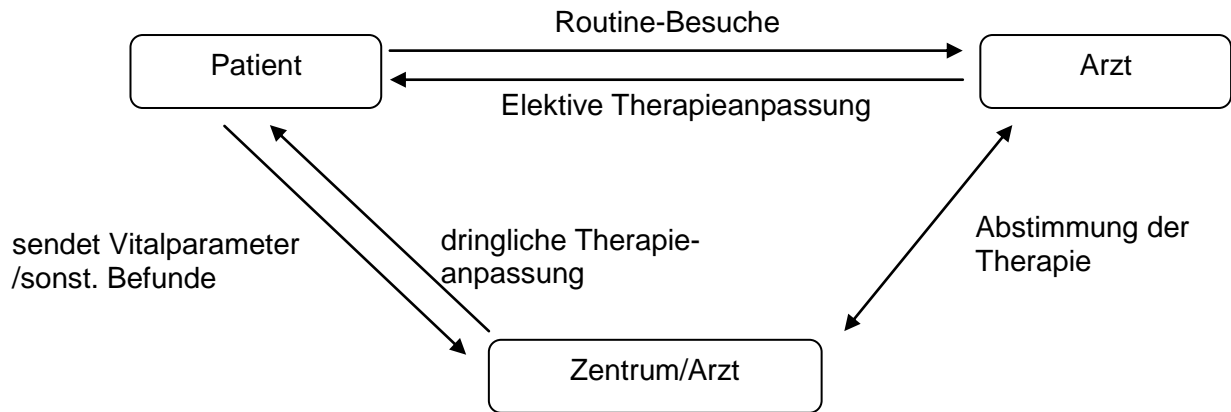 Routine-Besuche
Patient
Arzt
Elektive Therapieanpassung
sendet Vitalparameter
/sonst. Befunde
dringliche Therapie-
anpassung
Abstimmung der
Therapie
Zentrum/Arzt